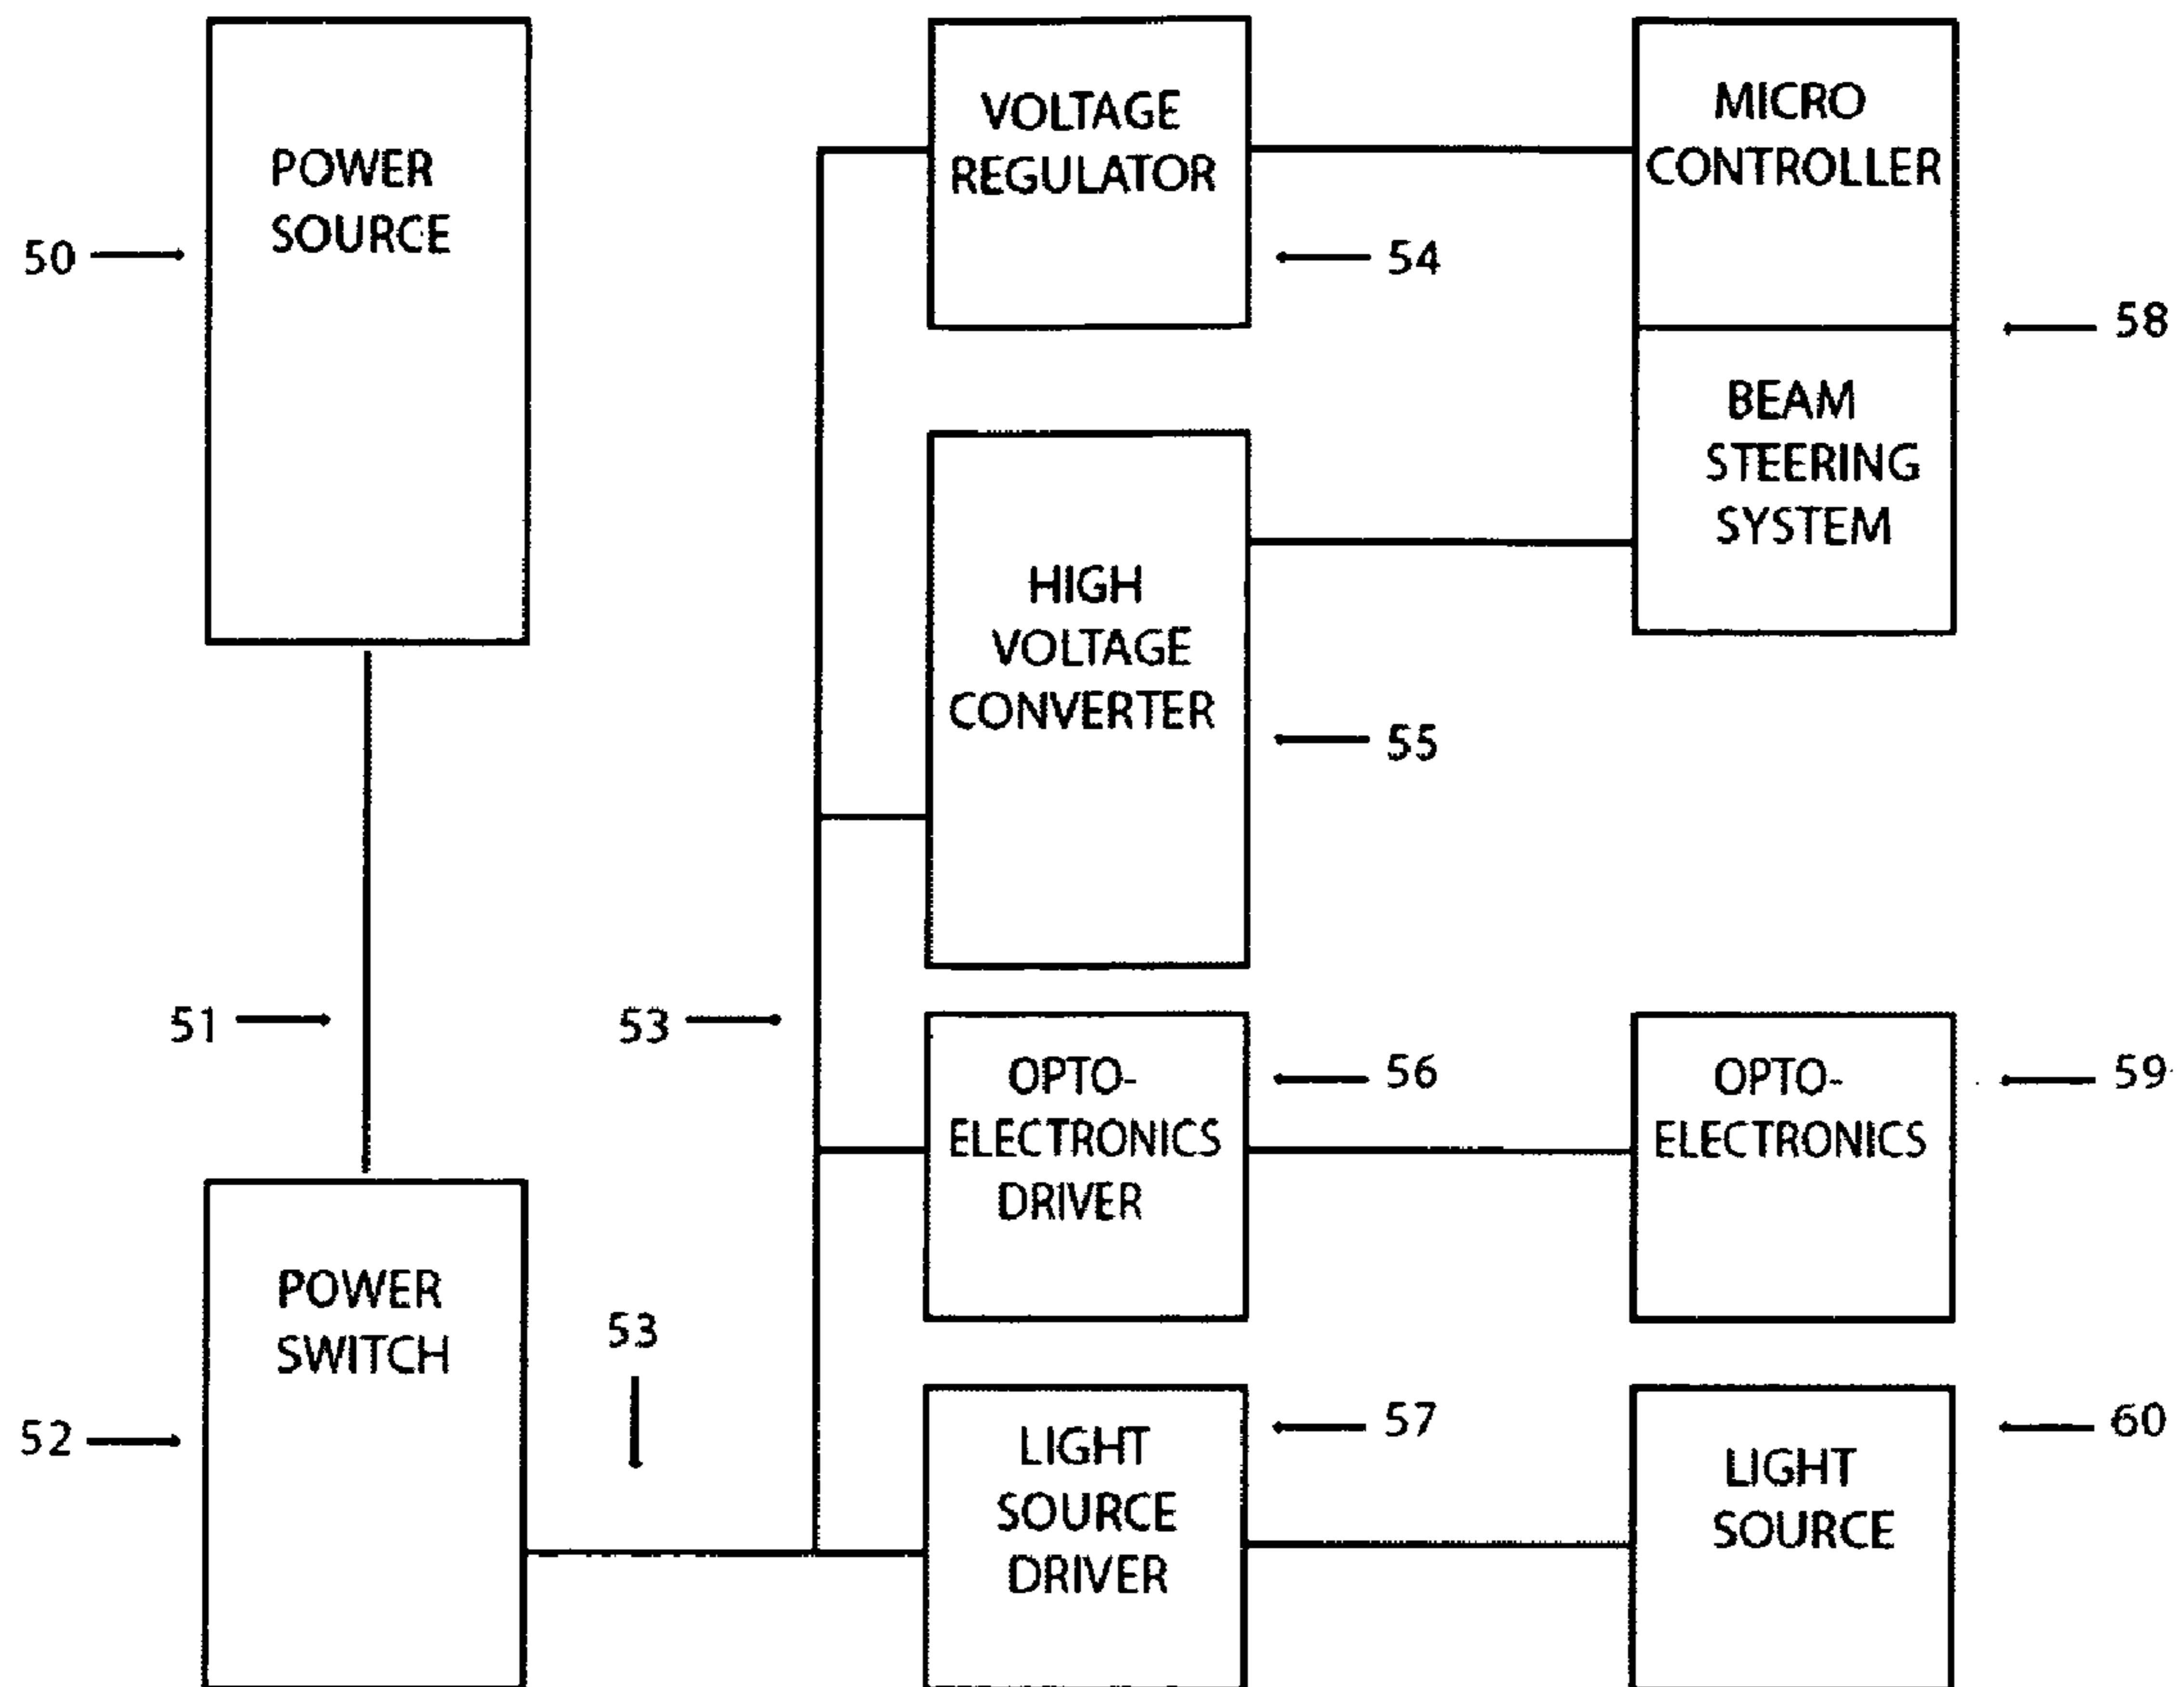 POWER
SOURCE
50
51
POWER
SWITCH
52
53
53
VOLTAGE
REGULATOR
54
HIGH
VOLTAGE
CONVERTER
55
OPTO-
ELECTRONICS
DRIVER
56
LIGHT
SOURCE
DRIVER
57
MICRO
CONTROLLER
58
BEAM
STEERING
SYSTEM
OPTO-
ELECTRONICS
59
LIGHT
SOURCE
60